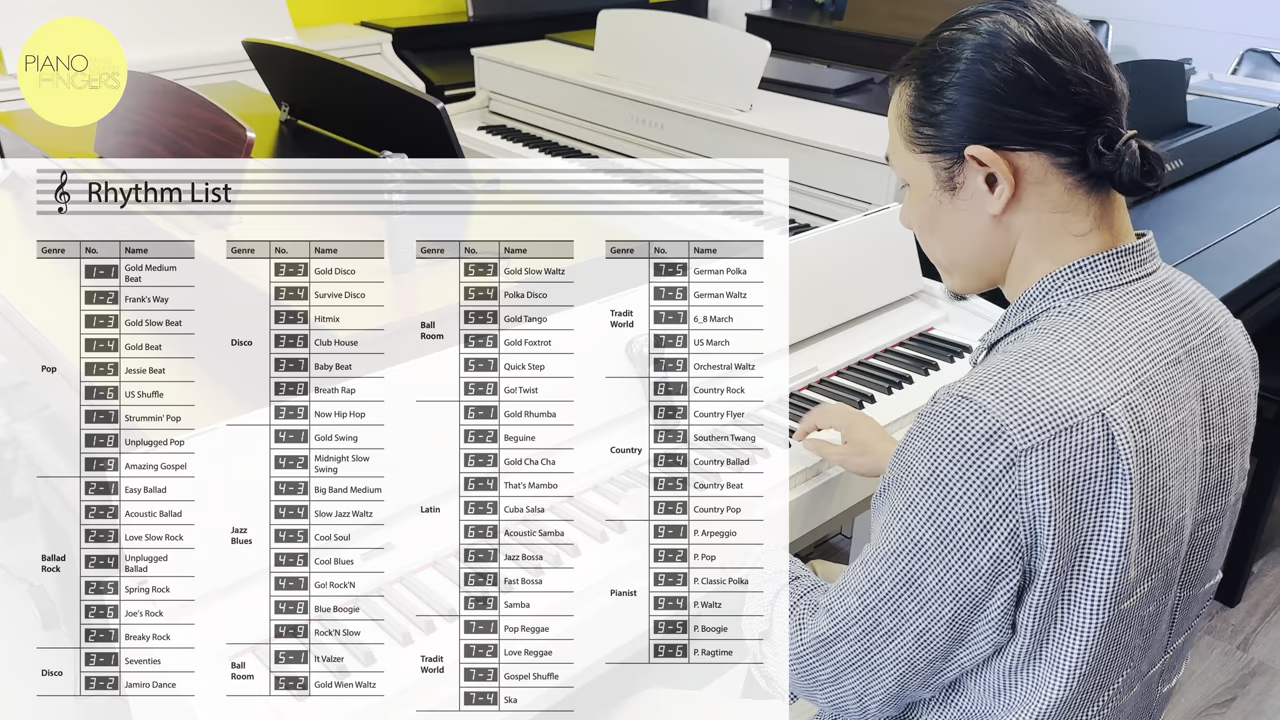 PIANO
FINGERS
YAMAHA
Rhythm List
Genre No. Name
Pop
1-1 Gold Medium
Beat
1-2 Frank's Way
1-3 Gold Slow Beat
1-4 Gold Beat
1-5 Jessie Beat
1-6 US Shuffle
1-7 Strummin' Pop
1-8 Unplugged Pop
1-9 Amazing Gospel
Ballad
Rock
2-1 Easy Ballad
2-2 Acoustic Ballad
2-3 Love Slow Rock
2-4 Unplugged
Ballad
2-5 Spring Rock
2-6 Joe's Rock
2-7 Breaky Rock
Disco
3-1 Seventies
3-2 Jamiro Dance
Genre No. Name
Disco
3-3 Gold Disco
3-4 Survive Disco
3-5 Hitmix
3-6 Club House
3-7 Baby Beat
3-8 Breath Rap
3-9 Now Hip Hop
Jazz
Blues
4-1 Gold Swing
4-2 Midnight Slow
Swing
4-3 Big Band Medium
4-4 Slow Jazz Waltz
4-5 Cool Soul
4-6 Cool Blues
4-7 Go! Rock'N
4-8 Blue Boogie
4-9 Rock'N Slow
Ball
Room
5-1 It Valzer
5-2 Gold Wien Waltz
Genre No. Name
Ball
Room
5-3 Gold Slow Waltz
5-4 Polka Disco
5-5 Gold Tango
5-6 Gold Foxtrot
5-7 Quick Step
5-8 Go! Twist
Latin
6-1 Gold Rhumba
6-2 Beguine
6-3 Gold Cha Cha
6-4 That's Mambo
6-5 Cuba Salsa
6-6 Acoustic Samba
6-7 Jazz Bossa
6-8 Fast Bossa
6-9 Samba
Tradit
World
7-1 Pop Reggae
7-2 Love Reggae
7-3 Gospel Shuffle
7-4 Ska
Genre No. Name
Tradit
World
7-5 German Polka
7-6 German Waltz
7-7 6_8 March
7-8 US March
7-9 Orchestral Waltz
Country
8-1 Country Rock
8-2 Country Flyer
8-3 Southern Twang
8-4 Country Ballad
8-5 Country Beat
8-6 Country Pop
Pianist
9-1 P. Arpeggio
9-2 P. Pop
9-3 P. Classic Polka
9-4 P. Waltz
9-5 P. Boogie
9-6 P. Ragtime